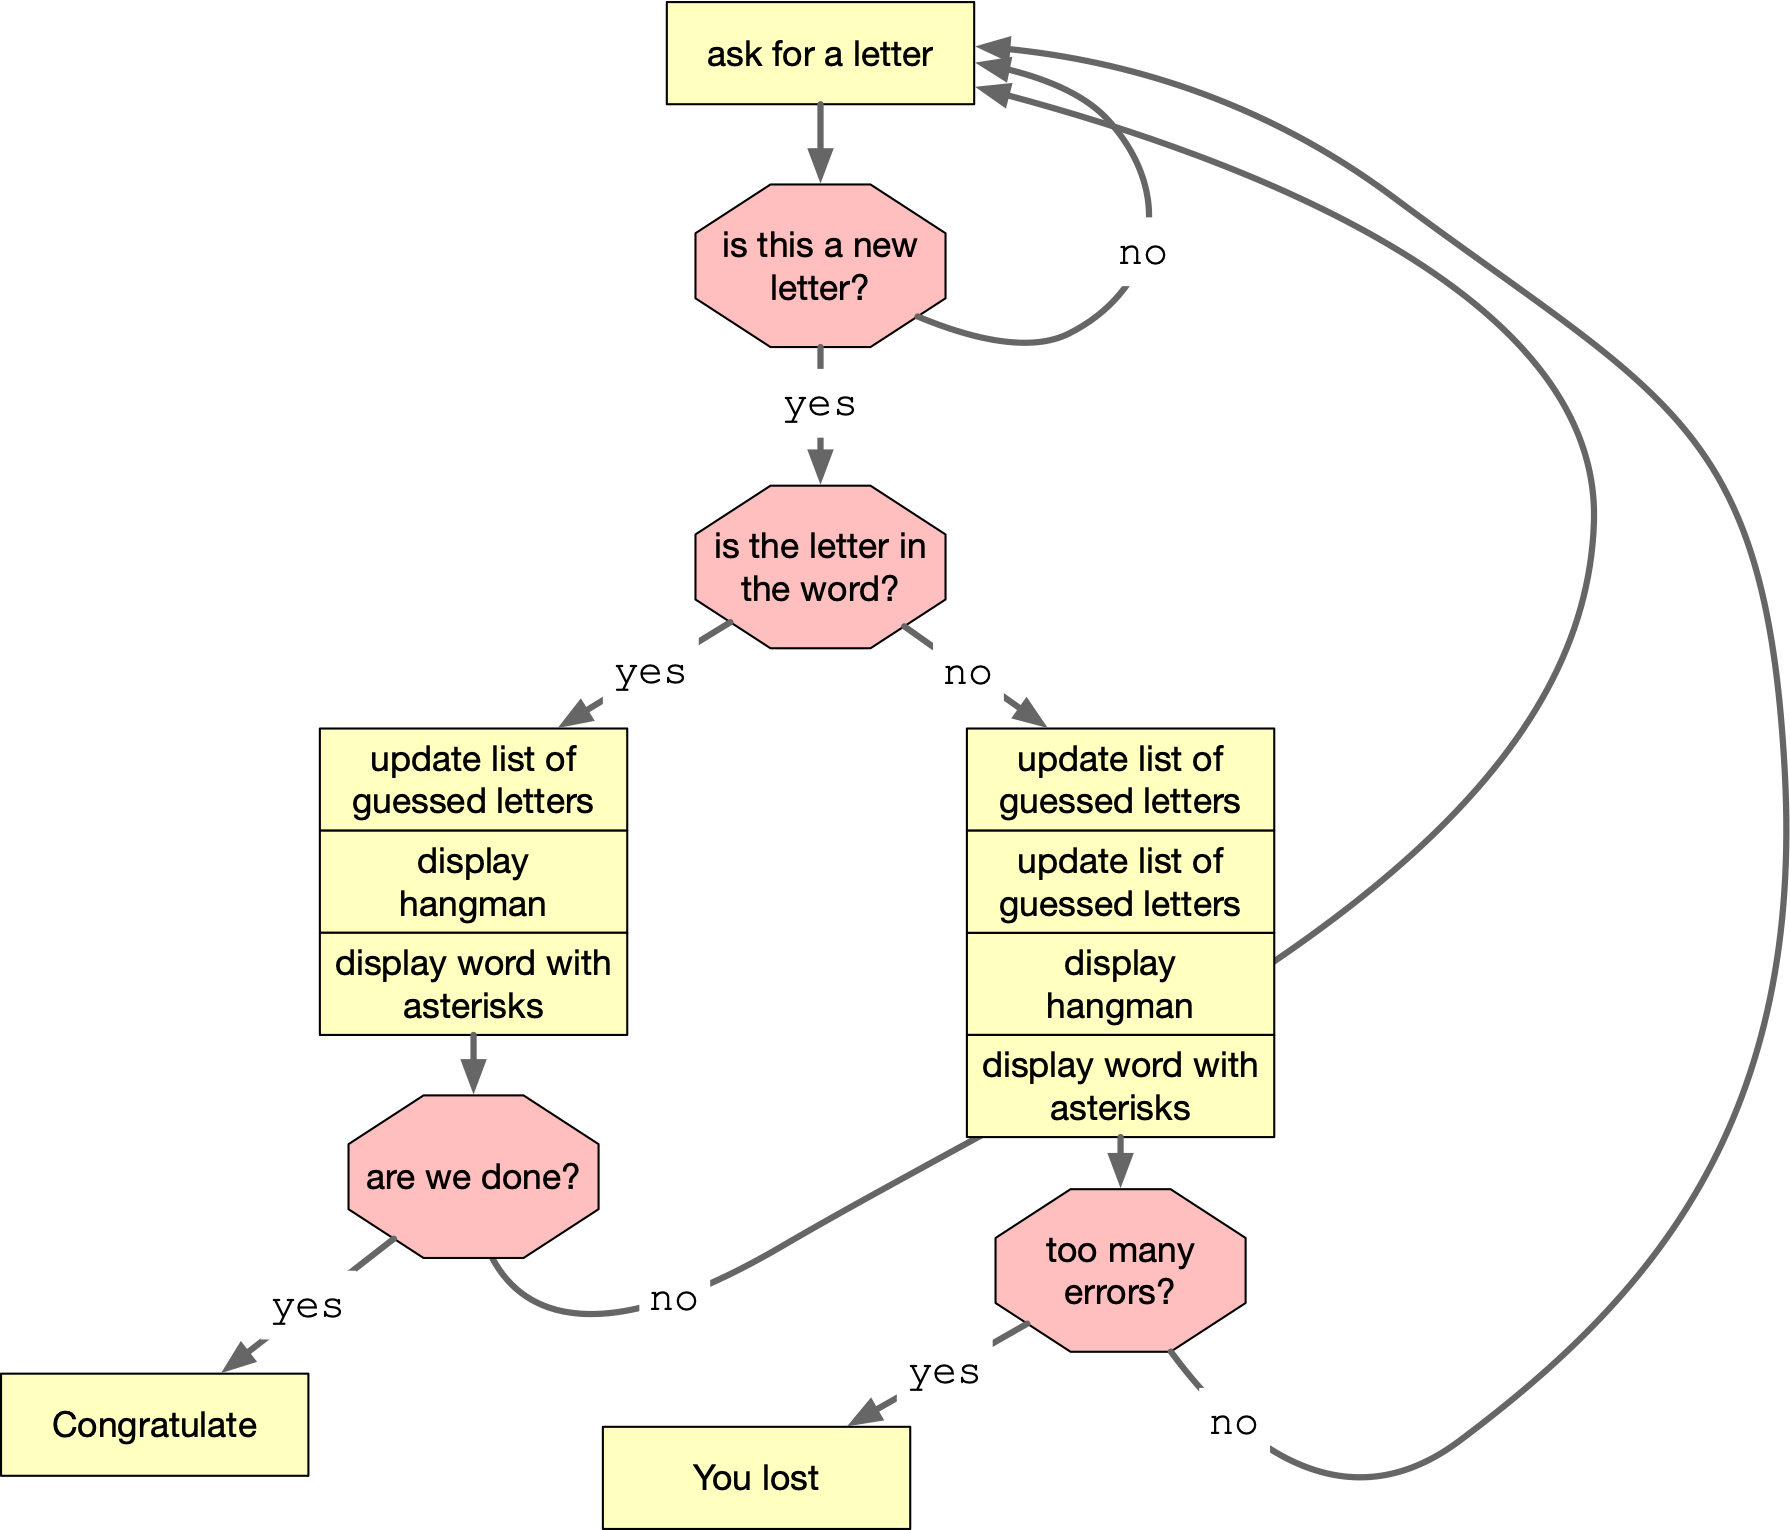 ask for a letter
is this a new
letter?
no
yes
is the letter in
the word?
yes
no
update list of
guessed letters
display
hangman
display word with
asterisks
update list of
guessed letters
update list of
guessed letters
display
hangman
display word with
asterisks
are we done?
too many
errors?
yes
no
yes
no
Congratulate
You lost